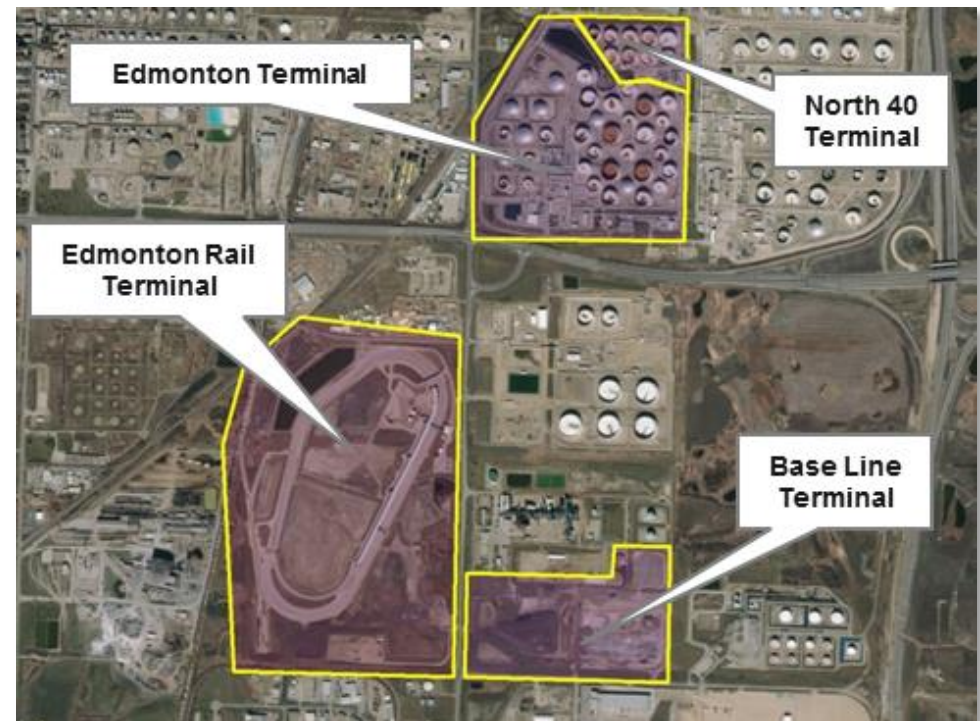 Edmonton Terminal
North 40
Terminal
Edmonton Rail
Terminal
Base Line
Terminal